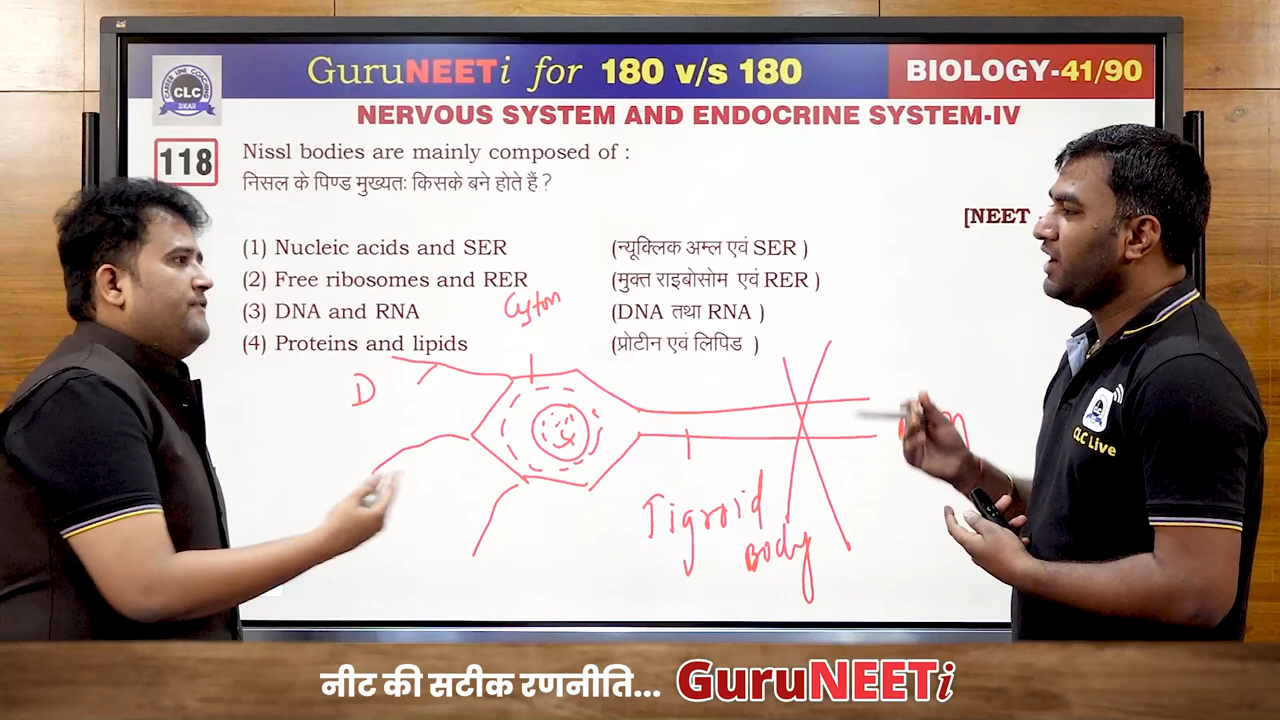 GuruNEETi for 180 v/s 180
BIOLOGY-41/90
CLC
SIKAR
NERVOUS SYSTEM AND ENDOCRINE SYSTEM-IV
118
Nissl bodies are mainly composed of :
निसल के पिण्ड मुख्यतः किसके बने होते हैं ?
[NEET
(1) Nucleic acids and SER (न्यूक्लिक अम्ल एवं SER )
(2) Free ribosomes and RER (मुक्त राइबोसोम एवं RER )
(3) DNA and RNA (DNA तथा RNA )
(4) Proteins and lipids (प्रोटीन एवं लिपिड )
Cyton
D
Tigroid
Body
CLC
CLC Live
नीट की सटीक रणनीति... GuruNEETi